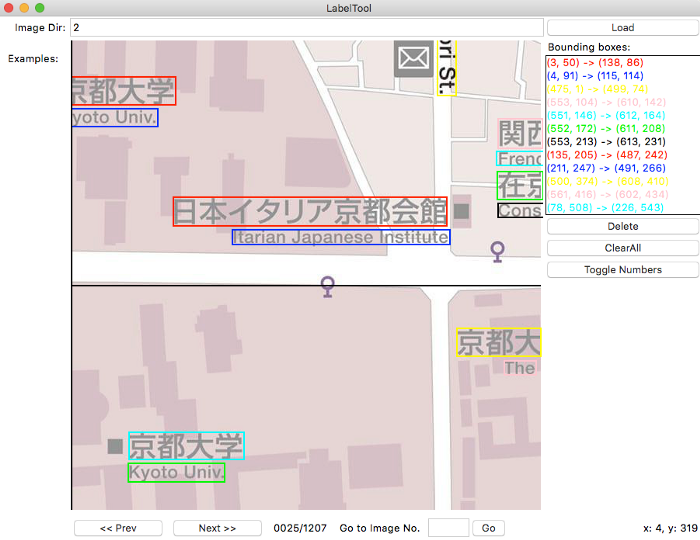 LabelTool
Image Dir:
2
Load
Examples:
Bounding boxes:
(3, 50) -> (138, 86)
(4, 91) -> (115, 114)
(475, 1) -> (499, 74)
(553, 104) -> (610, 142)
(551, 146) -> (612, 164)
(552, 172) -> (611, 208)
(553, 213) -> (613, 231)
(135, 205) -> (487, 242)
(211, 247) -> (491, 266)
(500, 374) -> (608, 410)
(561, 416) -> (602, 434)
(78, 508) -> (226, 543)
Delete
ClearAll
Toggle Numbers
ori St.
京都大学
yoto Univ.
関西
Frenc
在京
Cons
日本イタリア京都会館
Itarian Japanese Institute
京都大
The
京都大学
Kyoto Univ.
<< Prev
Next >>
0025/1207
Go to Image No.
Go
x: 4, y: 319